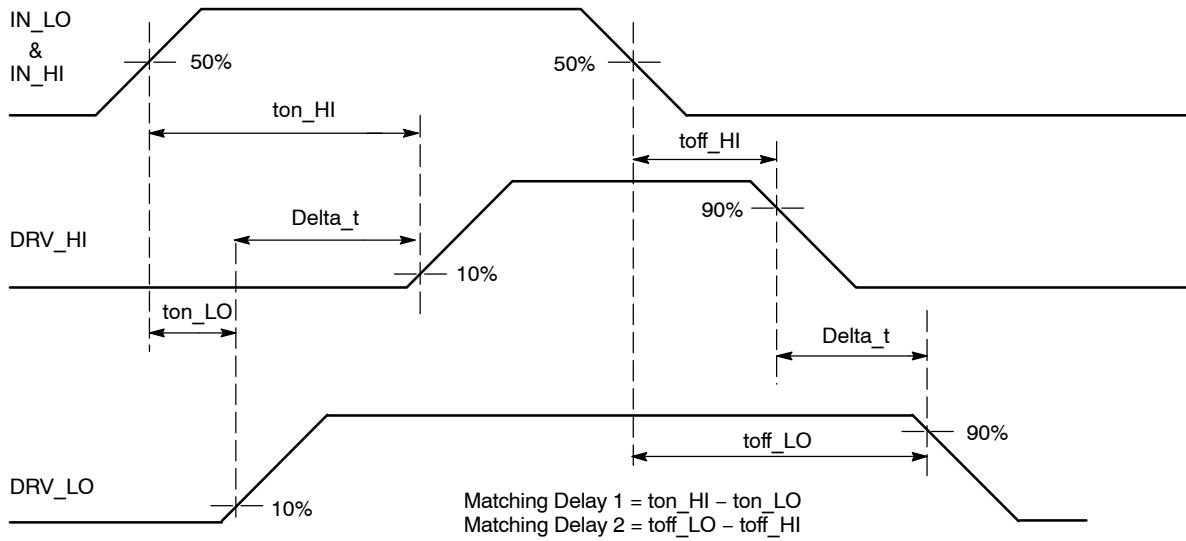 IN_LO
&
IN_HI
50%
50%
ton_HI
toff_HI
90%
Delta_t
DRV_HI
10%
ton_LO
Delta_t
90%
toff_LO
DRV_LO
10%
Matching Delay 1 = ton_HI − ton_LO
Matching Delay 2 = toff_LO − toff_HI